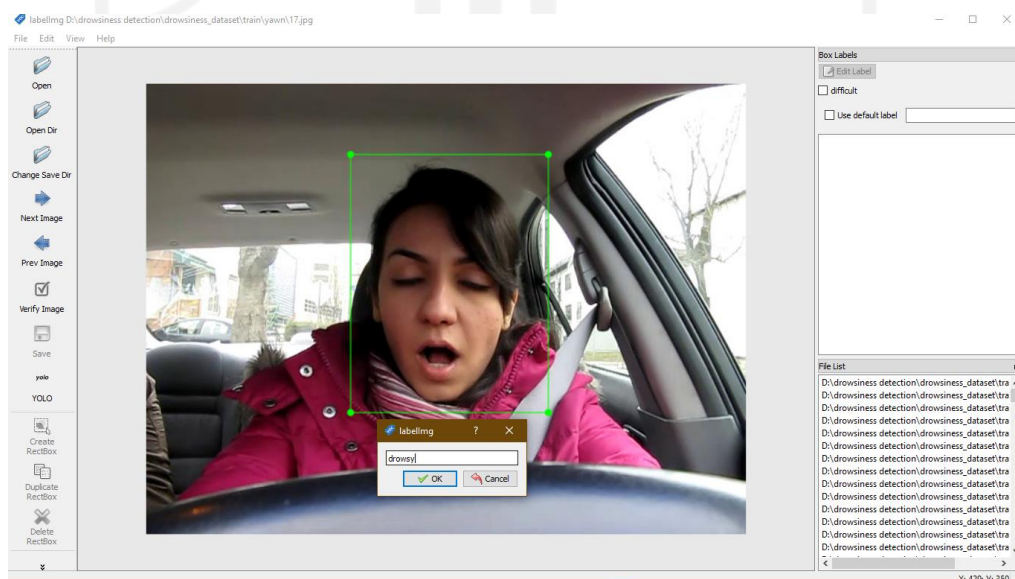 labelImg D:\drowsiness detection\drowsiness_dataset\train\yawn\17.jpg
File Edit View Help
Open
Open Dir
Change Save Dir
Next Image
Prev Image
Verify Image
Save
yolo
YOLO
Create
RectBox
Duplicate
RectBox
Delete
RectBox
labelImg ? X
drowsy
OK Cancel
Box Labels
Edit Label
difficult
Use default label
File List
D:\drowsiness detection\drowsiness_dataset\tra
D:\drowsiness detection\drowsiness_dataset\tra
D:\drowsiness detection\drowsiness_dataset\tra
D:\drowsiness detection\drowsiness_dataset\tra
D:\drowsiness detection\drowsiness_dataset\tra
D:\drowsiness detection\drowsiness_dataset\tra
D:\drowsiness detection\drowsiness_dataset\tra
D:\drowsiness detection\drowsiness_dataset\tra
D:\drowsiness detection\drowsiness_dataset\tra
D:\drowsiness detection\drowsiness_dataset\tra
D:\drowsiness detection\drowsiness_dataset\tra
D:\drowsiness detection\drowsiness_dataset\tra
D:\drowsiness detection\drowsiness_dataset\tra
D:\drowsiness detection\drowsiness_dataset\tra